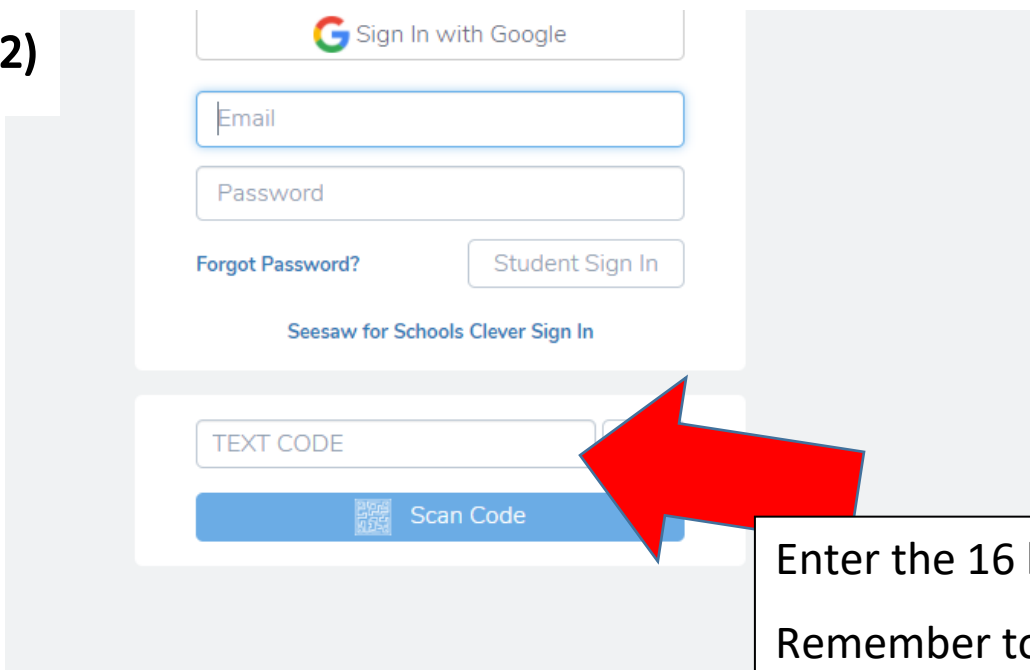 2)
Sign In with Google
Email
Password
Forgot Password?
Student Sign In
Seesaw for Schools Clever Sign In
TEXT CODE
Scan Code
Enter the 16
Remember to